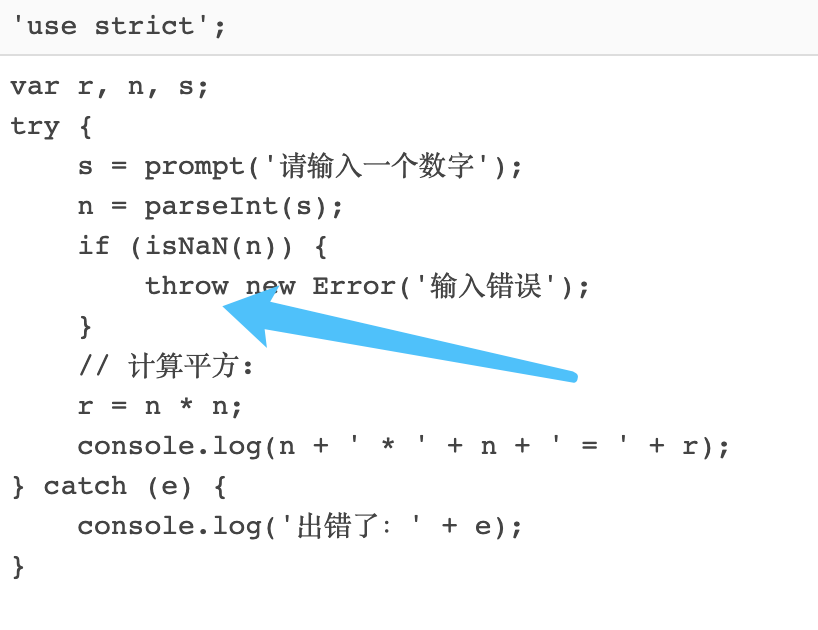 'use strict';
var r, n, s;
try {
    s = prompt('请输入一个数字');
    n = parseInt(s);
    if (isNaN(n)) {
        throw new Error('输入错误');
    }
    // 计算平方：
    r = n * n;
    console.log(n + ' * ' + n + ' = ' + r);
} catch (e) {
    console.log('出错了：' + e);
}